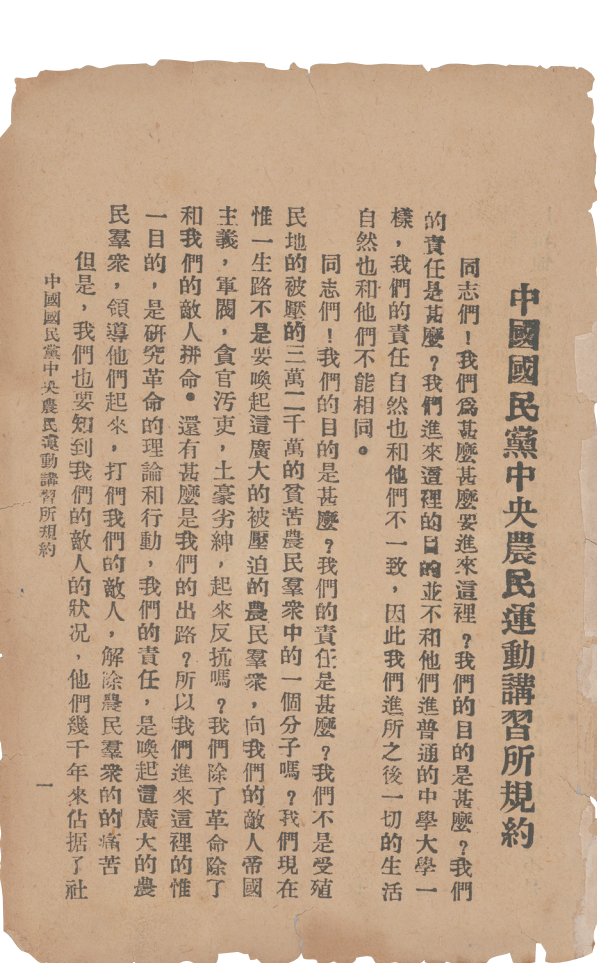 中國國民黨中央農民運動講習所規約
同志們！我們爲甚麼甚麼要進來這裡？我們的目的是甚麼？我們
的責任是甚麼？我們進來這裡的目的並不和他們進普通的中學大學一
樣，我們的責任自然也和他們不一致，因此我們進所之後一切的生活
自然也和他們不能相同。
同志們！我們的目的是甚麼？我們的責任是甚麼？我們不是受殖
民地的被壓的三萬二千萬的貧苦農民羣衆中的一個分子嗎？我們現在
惟一生路不是要喚起這廣大的被壓迫的農民羣衆，向我們的敵人帝國
主義，軍閥，貪官汚吏，土豪劣紳，起來反抗嗎？我們除了革命除了
和我們的敵人拼命。還有甚麼是我們的出路？所以我們進來這裡的惟
一目的，是硏究革命的理論和行動，我們的責任，是喚起這廣大的農
民羣衆，領導他們起來，打們我們的敵人，解除農民羣衆的的痛苦
但是，我們也要知到我們的敵人的狀况，他們幾千年來佔据了社
中國國民黨中央農民運動講習所規約
一